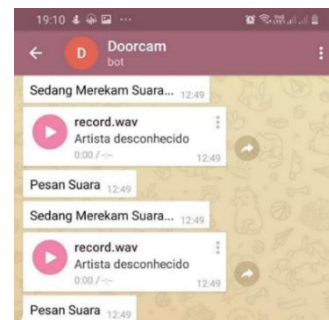 19:10
Doorcam
D
bot
Sedang Merekam Suara... 12:49
record.wav
Artista desconhecido
0:00 / -:--
12:49
Pesan Suara 12:49
Sedang Merekam Suara... 12:49
record.wav
Artista desconhecido
0:00 / -:--
12:49
Pesan Suara 12:49